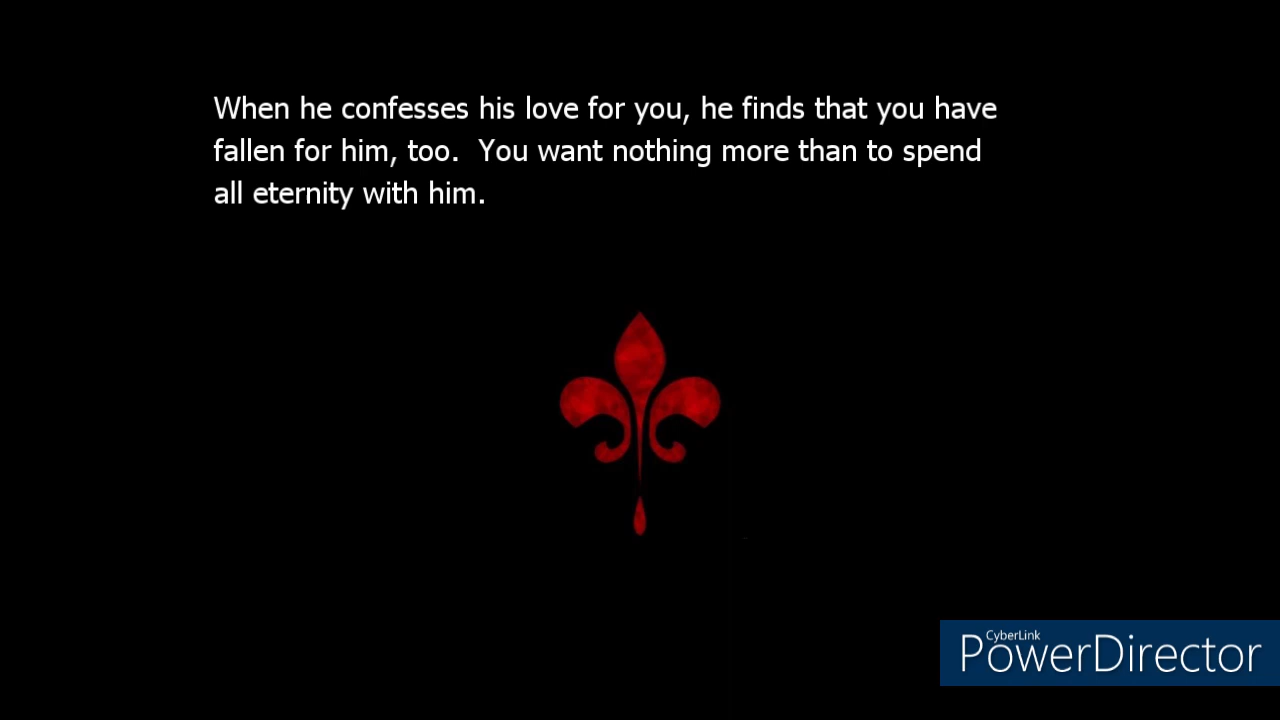 When he confesses his love for you, he finds that you have
fallen for him, too.  You want nothing more than to spend
all eternity with him.
CyberLink
PowerDirector